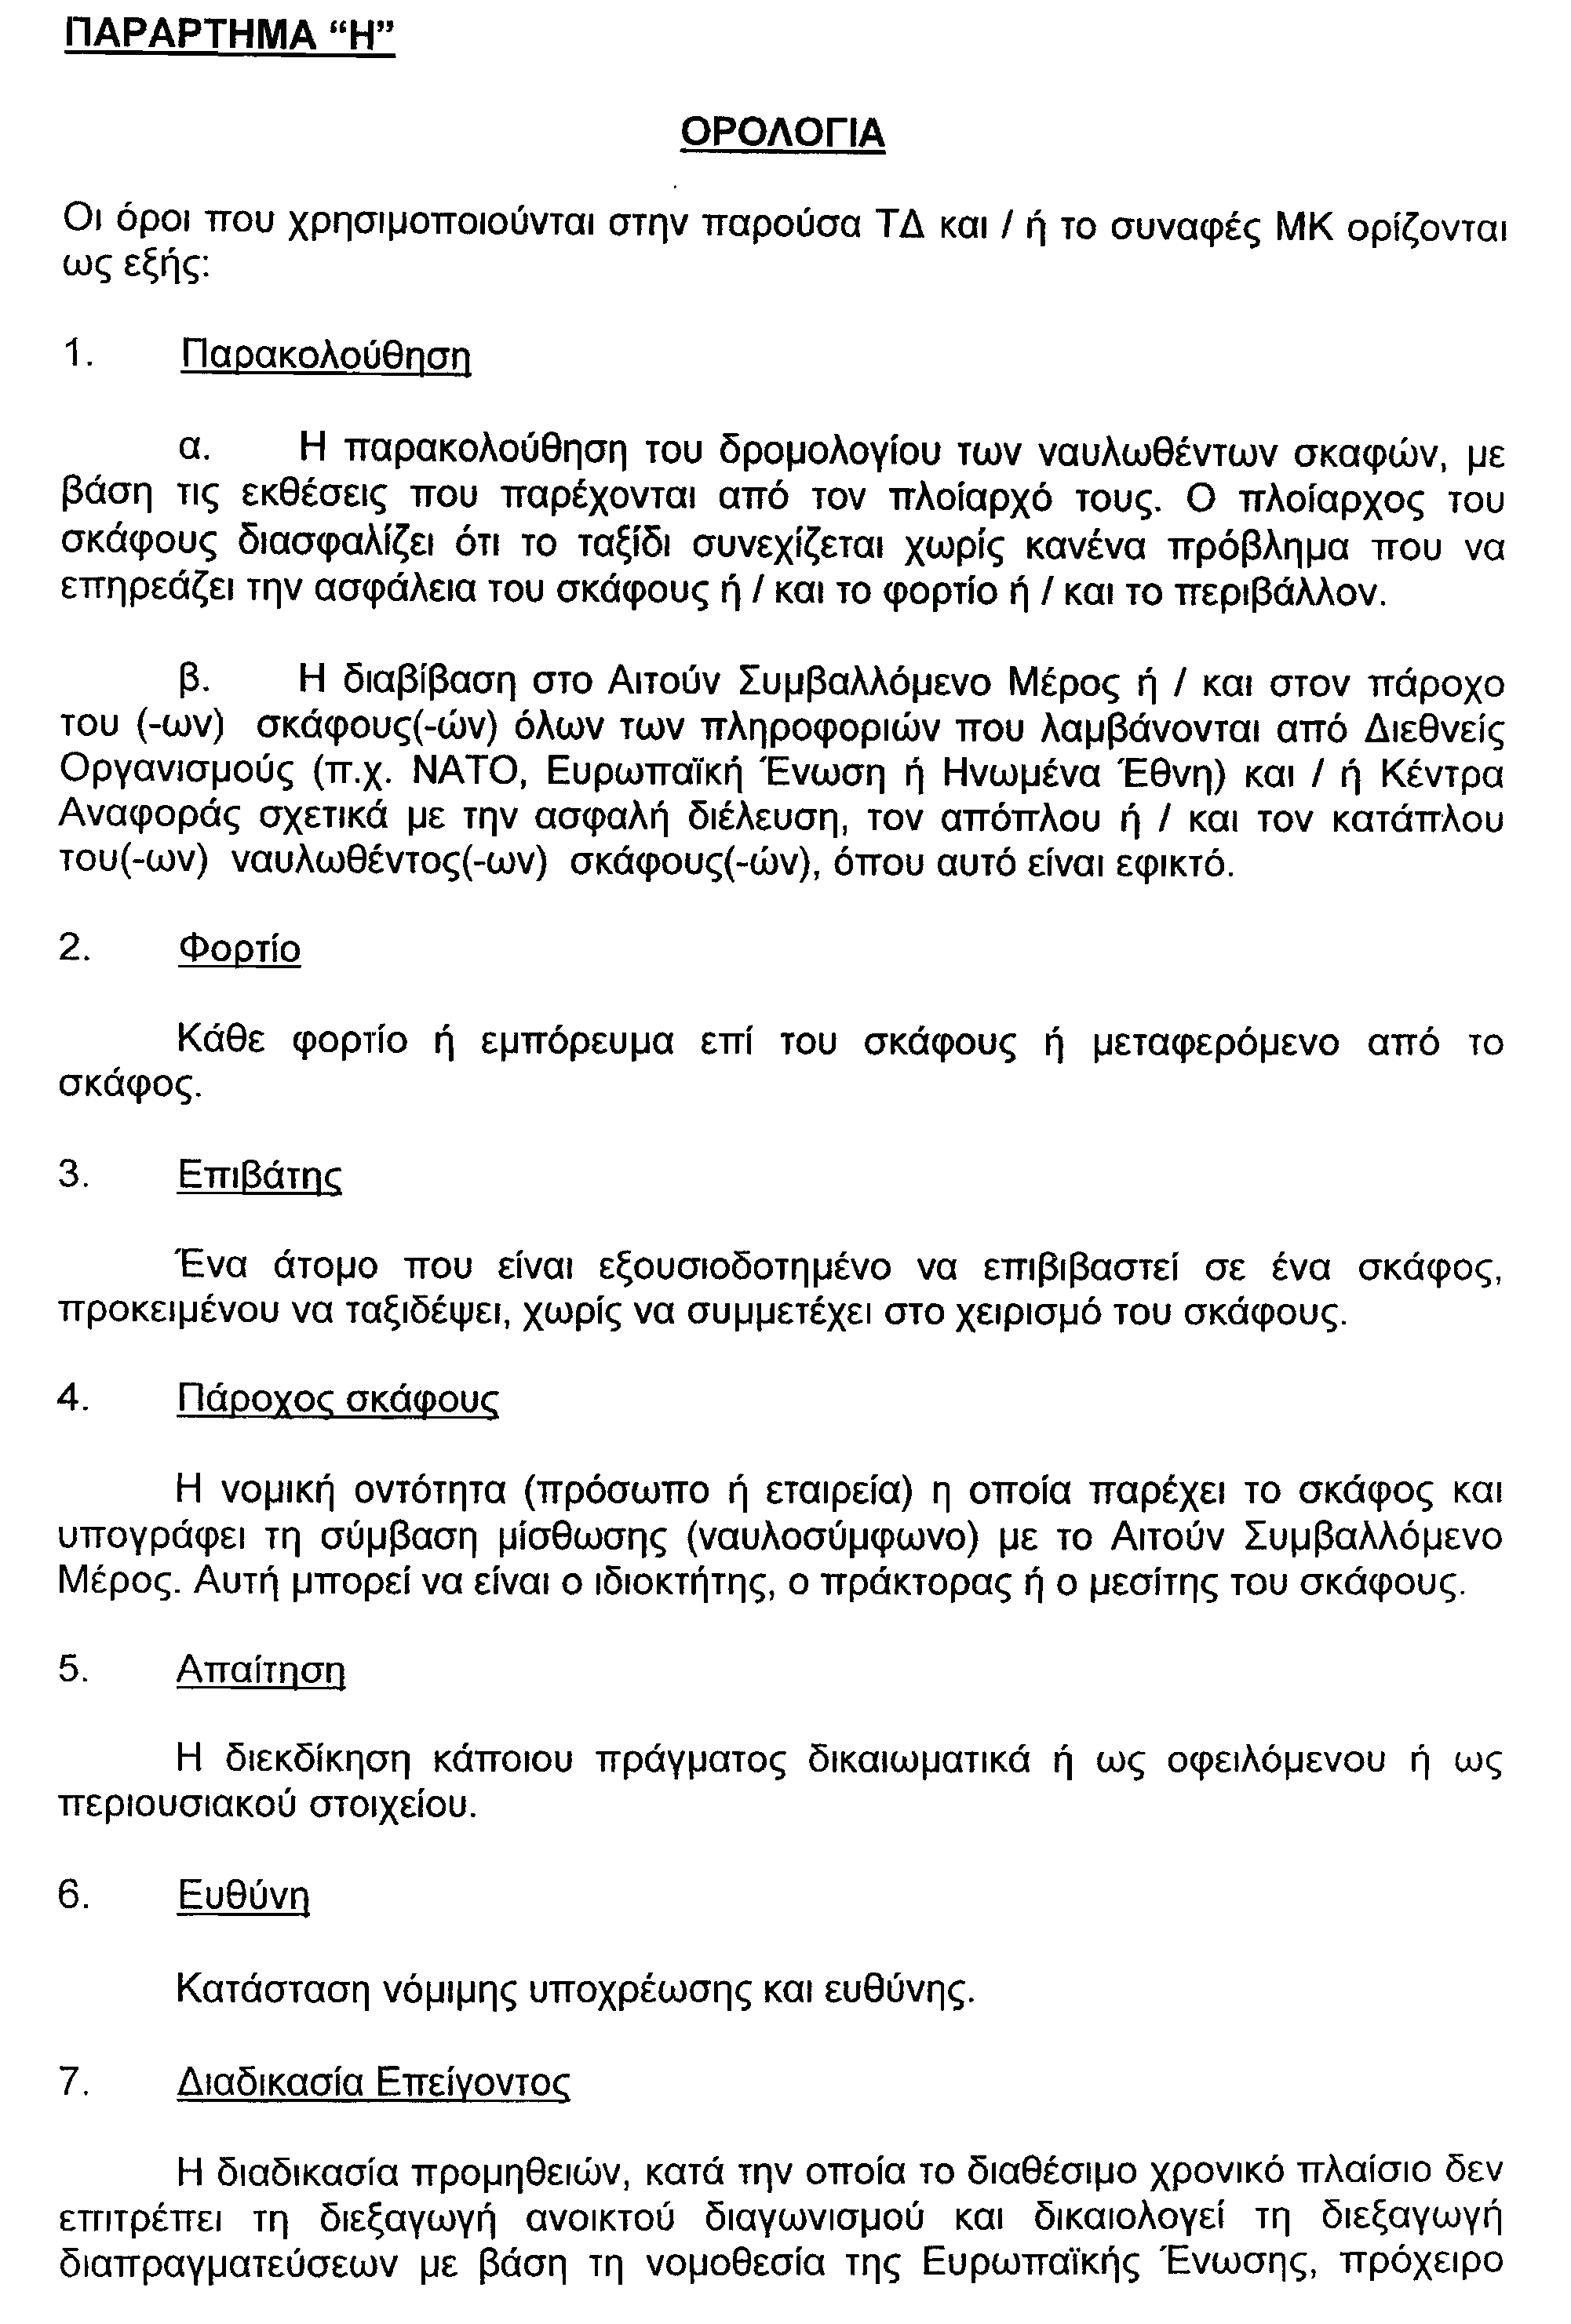 ΠΑΡΑΡΤΗΜΑ “Η”
ΟΡΟΛΟΓΙΑ
Οι όροι που χρησιμοποιούνται στην παρούσα ΤΔ και / ή το συναφές ΜΚ ορίζονται
ως εξής:
1. Παρακολούθηση
α. Η παρακολούθηση του δρομολογίου των ναυλωθέντων σκαφών, με
βάση τις εκθέσεις που παρέχονται από τον πλοίαρχό τους. Ο πλοίαρχος του
σκάφους διασφαλίζει ότι το ταξίδι συνεχίζεται χωρίς κανένα πρόβλημα που να
επηρεάζει την ασφάλεια του σκάφους ή / και το φορτίο ή / και το περιβάλλον.
β. Η διαβίβαση στο Αιτούν Συμβαλλόμενο Μέρος ή / και στον πάροχο
του (-ων) σκάφους(-ών) όλων των πληροφοριών που λαμβάνονται από Διεθνείς
Οργανισμούς (π.χ. ΝΑΤΟ, Ευρωπαϊκή Ένωση ή Ηνωμένα Έθνη) και / ή Κέντρα
Αναφοράς σχετικά με την ασφαλή διέλευση, τον απόπλου ή / και τον κατάπλου
του(-ων) ναυλωθέντος(-ων) σκάφους(-ών), όπου αυτό είναι εφικτό.
2. Φορτίο
Κάθε φορτίο ή εμπόρευμα επί του σκάφους ή μεταφερόμενο από το
σκάφος.
3. Επιβάτης
Ένα άτομο που είναι εξουσιοδοτημένο να επιβιβαστεί σε ένα σκάφος,
προκειμένου να ταξιδέψει, χωρίς να συμμετέχει στο χειρισμό του σκάφους.
4. Πάροχος σκάφους
Η νομική οντότητα (πρόσωπο ή εταιρεία) η οποία παρέχει το σκάφος και
υπογράφει τη σύμβαση μίσθωσης (ναυλοσύμφωνο) με το Αιτούν Συμβαλλόμενο
Μέρος. Αυτή μπορεί να είναι ο ιδιοκτήτης, ο πράκτορας ή ο μεσίτης του σκάφους.
5. Απαίτηση
Η διεκδίκηση κάποιου πράγματος δικαιωματικά ή ως οφειλόμενου ή ως
περιουσιακού στοιχείου.
6. Ευθύνη
Κατάσταση νόμιμης υποχρέωσης και ευθύνης.
7. Διαδικασία Επείγοντος
Η διαδικασία προμηθειών, κατά την οποία το διαθέσιμο χρονικό πλαίσιο δεν
επιτρέπει τη διεξαγωγή ανοικτού διαγωνισμού και δικαιολογεί τη διεξαγωγή
διαπραγματεύσεων με βάση τη νομοθεσία της Ευρωπαϊκής Ένωσης, πρόχειρο